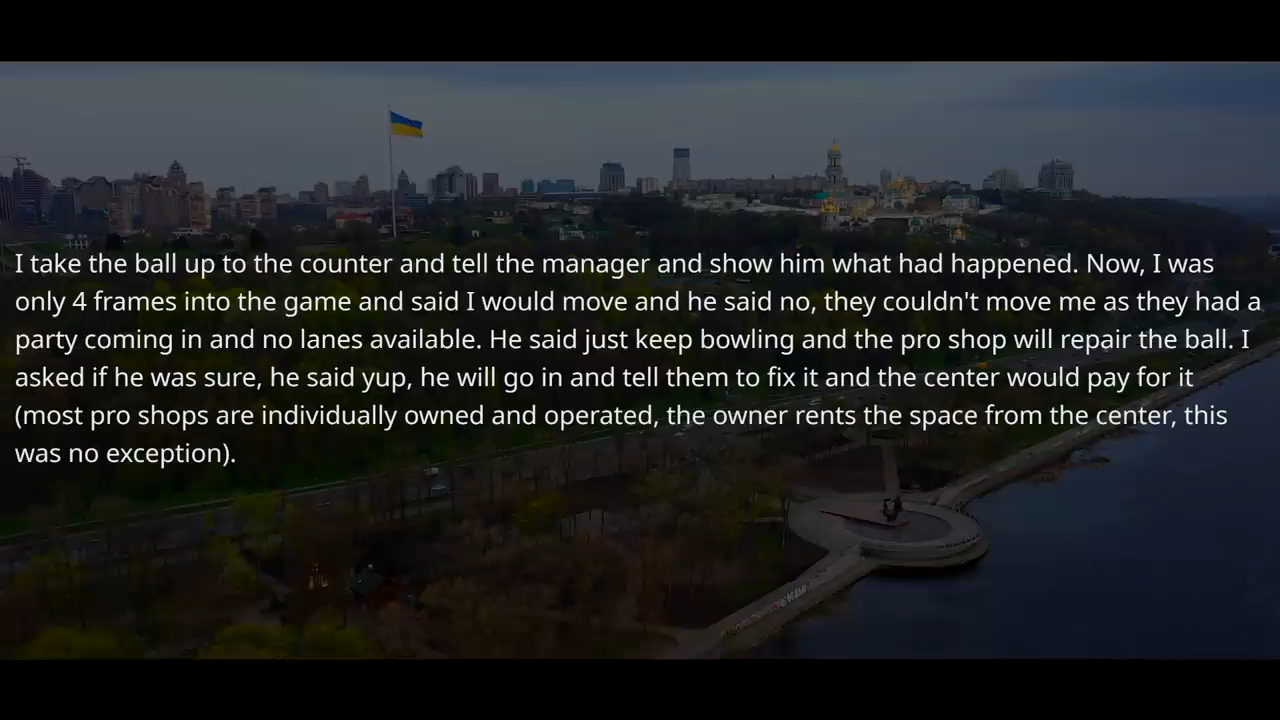 I take the ball up to the counter and tell the manager and show him what had happened. Now, I was
only 4 frames into the game and said I would move and he said no, they couldn't move me as they had a
party coming in and no lanes available. He said just keep bowling and the pro shop will repair the ball. I
asked if he was sure, he said yup, he will go in and tell them to fix it and the center would pay for it
(most pro shops are individually owned and operated, the owner rents the space from the center, this
was no exception).